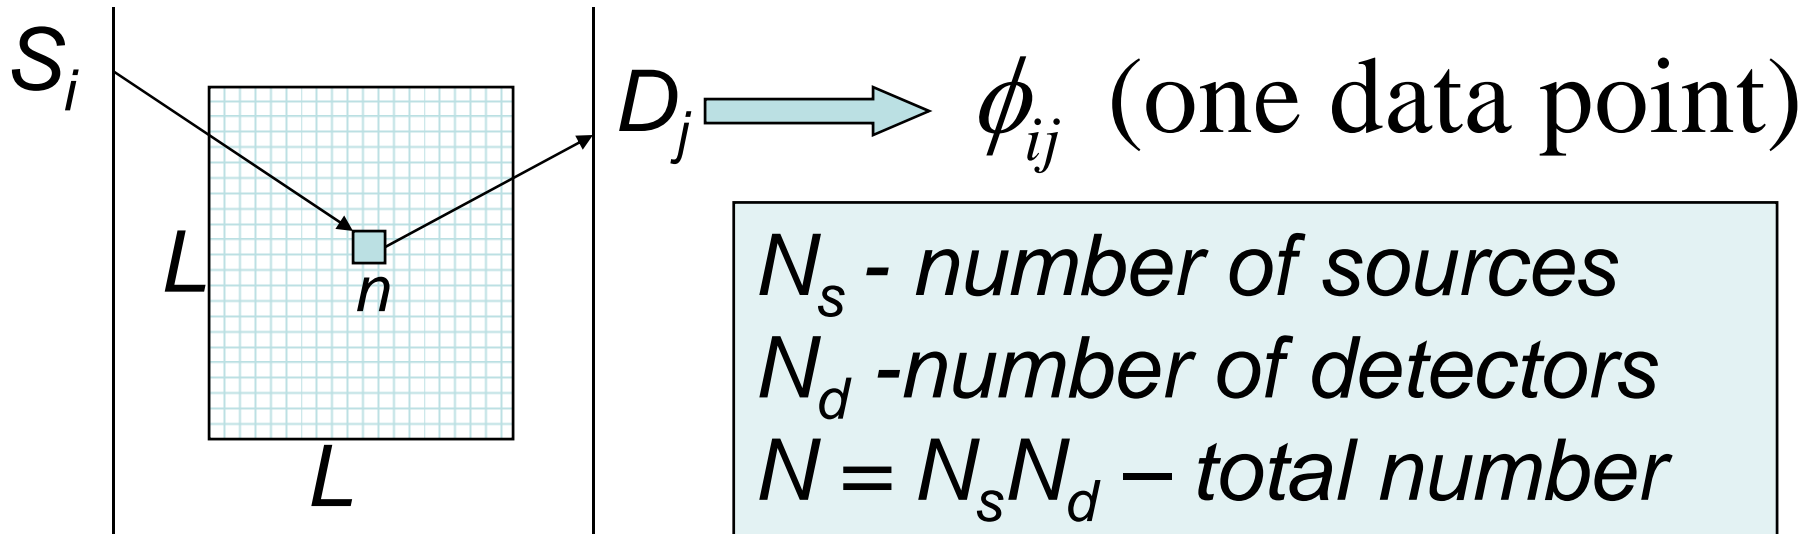 S_i
D_j
ϕ_ij (one data point)
L
n
L
N_s - number of sources
N_d -number of detectors
N = N_sN_d – total number